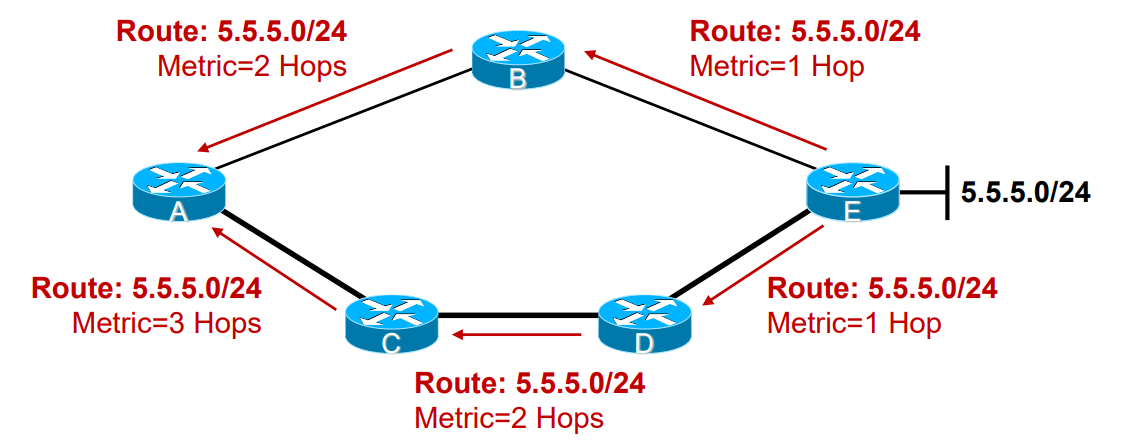 Route: 5.5.5.0/24
Metric=2 Hops
Route: 5.5.5.0/24
Metric=1 Hop
B
A
E
5.5.5.0/24
Route: 5.5.5.0/24
Metric=3 Hops
C
D
Route: 5.5.5.0/24
Metric=1 Hop
Route: 5.5.5.0/24
Metric=2 Hops